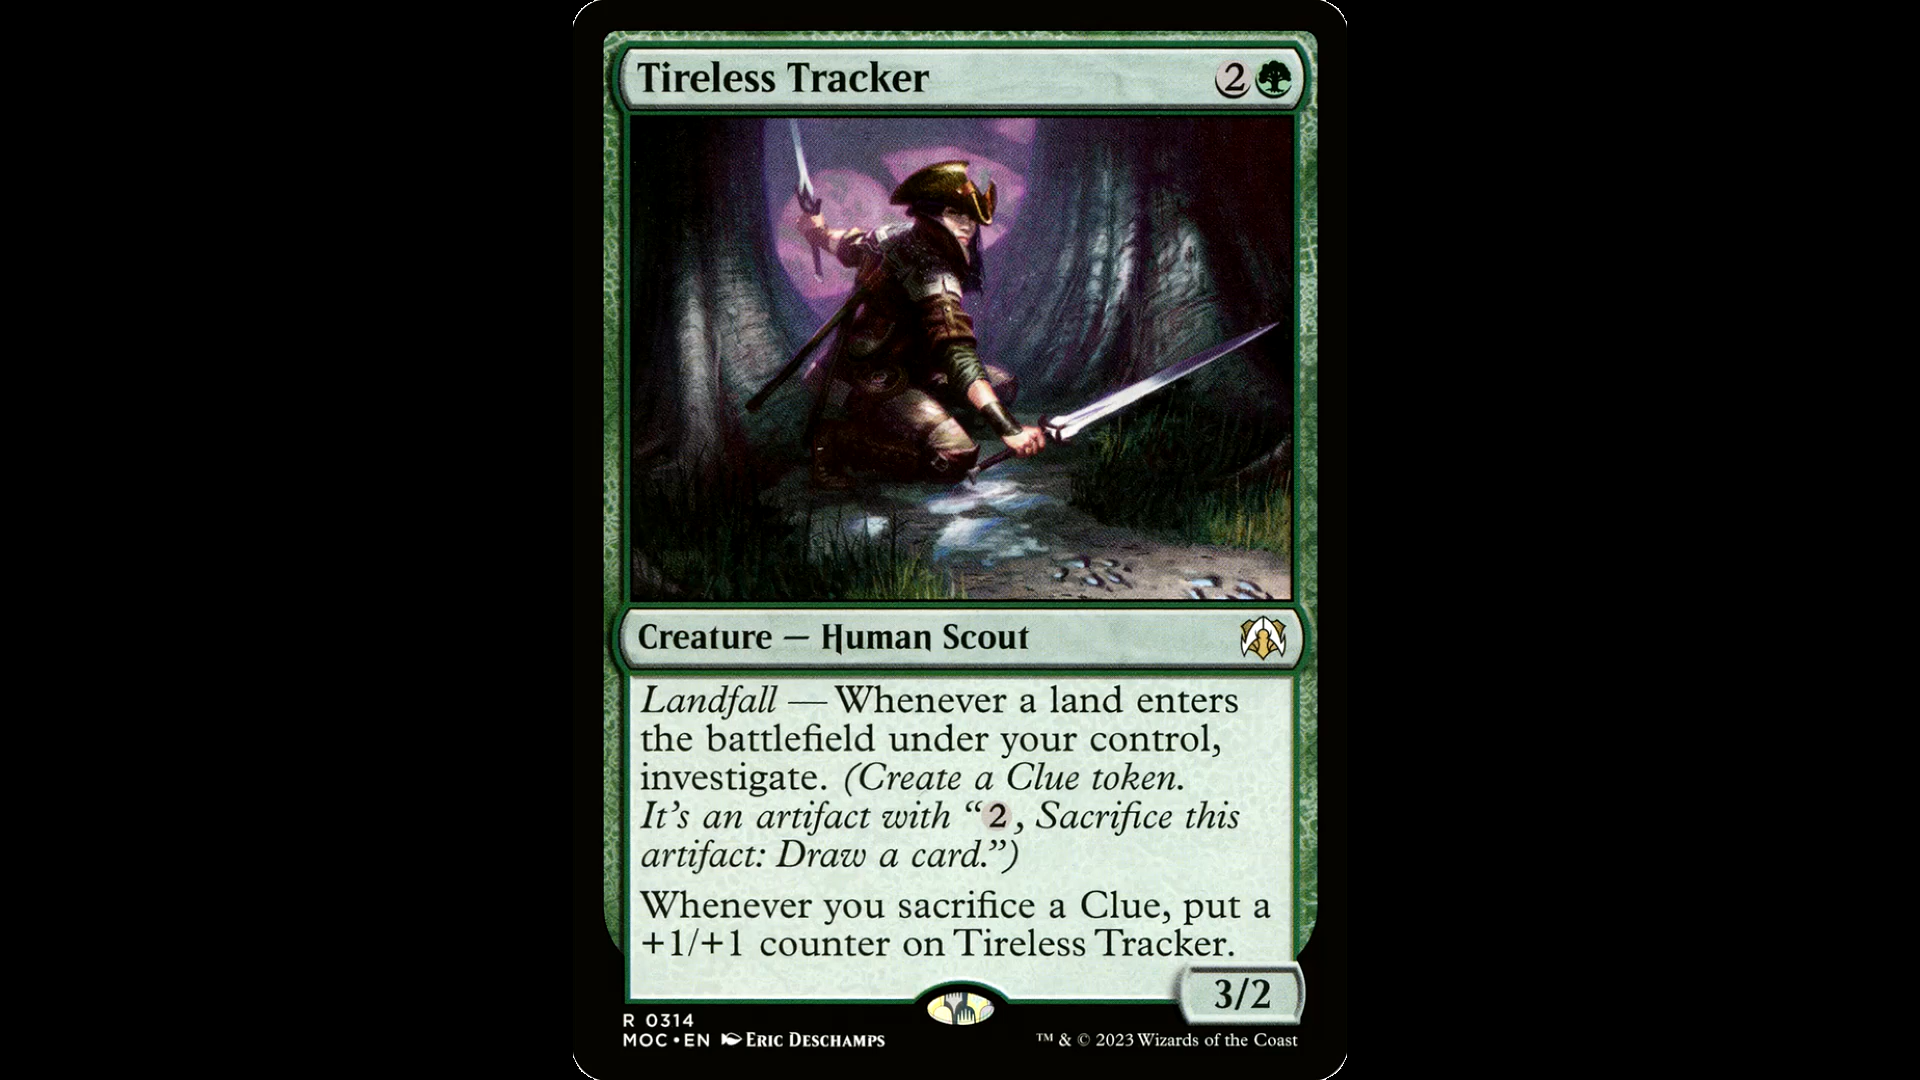 Tireless Tracker 2
Creature — Human Scout
Landfall — Whenever a land enters
the battlefield under your control,
investigate. (Create a Clue token.
It’s an artifact with “2, Sacrifice this
artifact: Draw a card.”)
Whenever you sacrifice a Clue, put a
+1/+1 counter on Tireless Tracker.
3/2
R 0314
MOC • EN Eric Deschamps
™ & © 2023 Wizards of the Coast